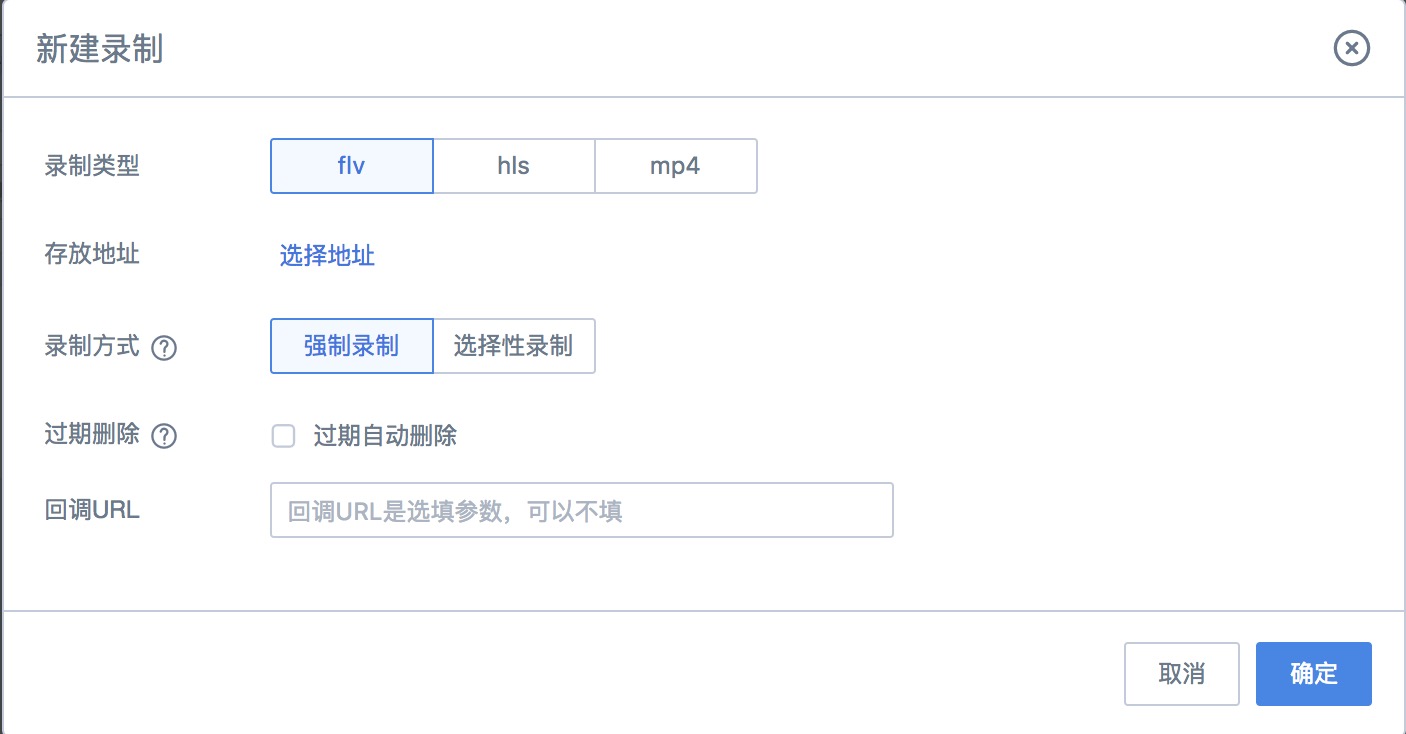 新建录制
录制类型 flv hls mp4
存放地址 选择地址
录制方式 ? 强制录制 选择性录制
过期删除 ? 过期自动删除
回调URL 回调URL是选填参数，可以不填
取消 确定